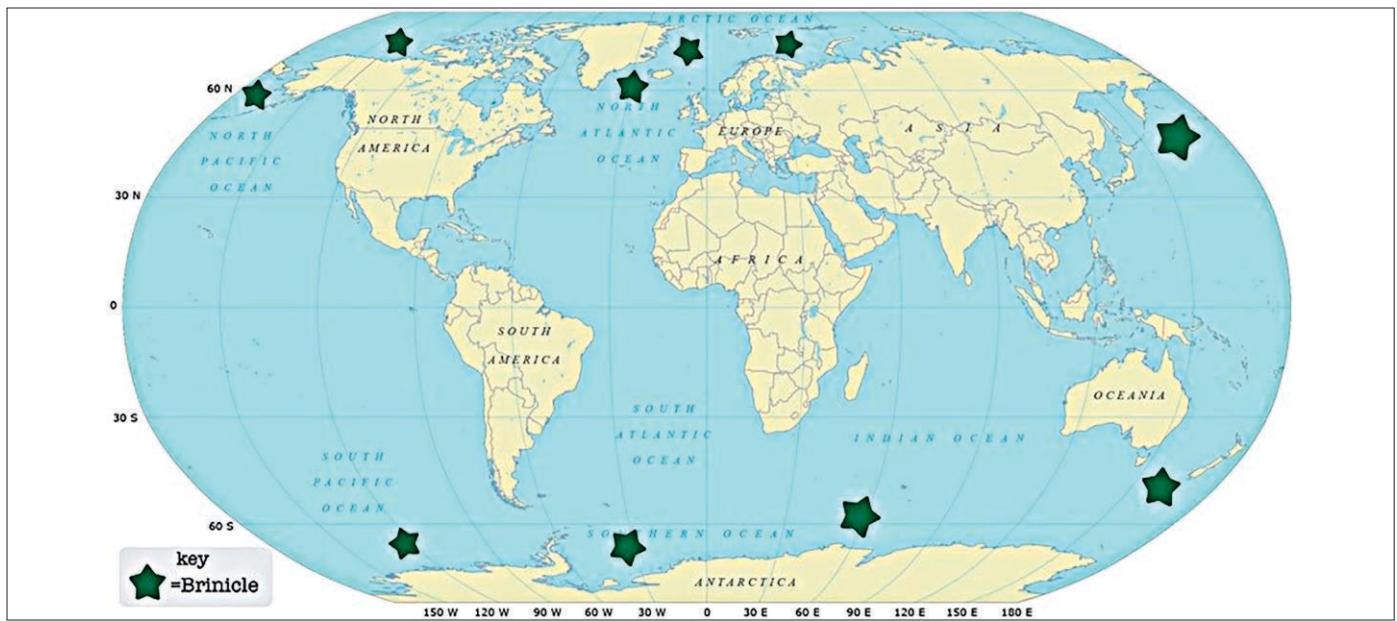 ARCTIC OCEAN
60 N
NORTH
PACIFIC
OCEAN
NORTH
AMERICA
NORTH
ATLANTIC
OCEAN
EUROPE
ASIA
30 N
AFRICA
0
SOUTH
AMERICA
OCEANIA
30 S
SOUTH
ATLANTIC
OCEAN
INDIAN OCEAN
SOUTH
PACIFIC
OCEAN
60 S
SOUTHERN OCEAN
key
=Brinicle
ANTARCTICA
150 W 120 W 90 W 60 W 30 W 0 30 E 60 E 90 E 120 E 150 E 180 E